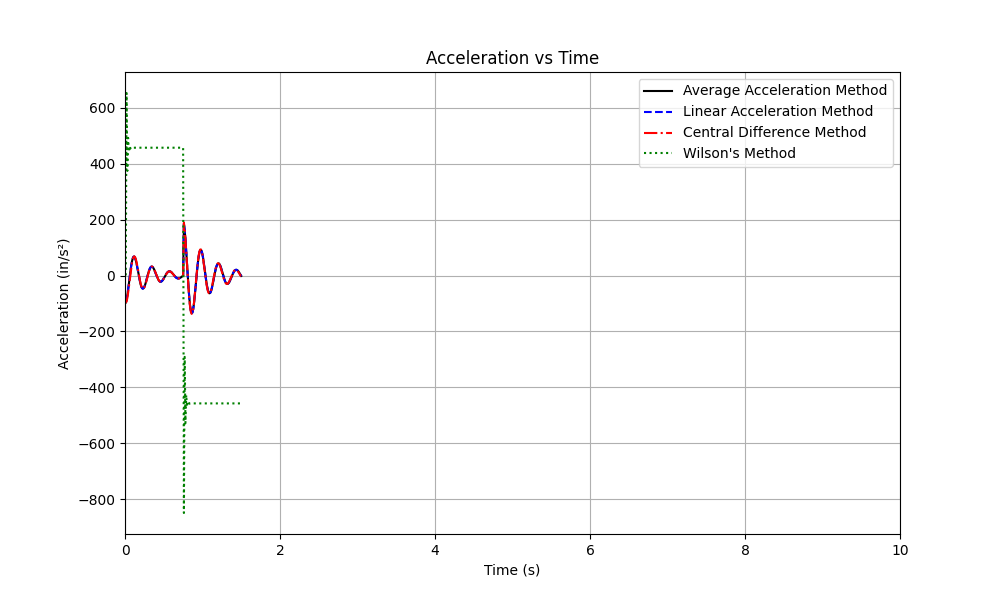 Acceleration vs Time
Average Acceleration Method
Linear Acceleration Method
Central Difference Method
Wilson's Method
Acceleration (in/s²)
600
400
200
0
−200
−400
−600
−800
0 2 4 6 8 10
Time (s)